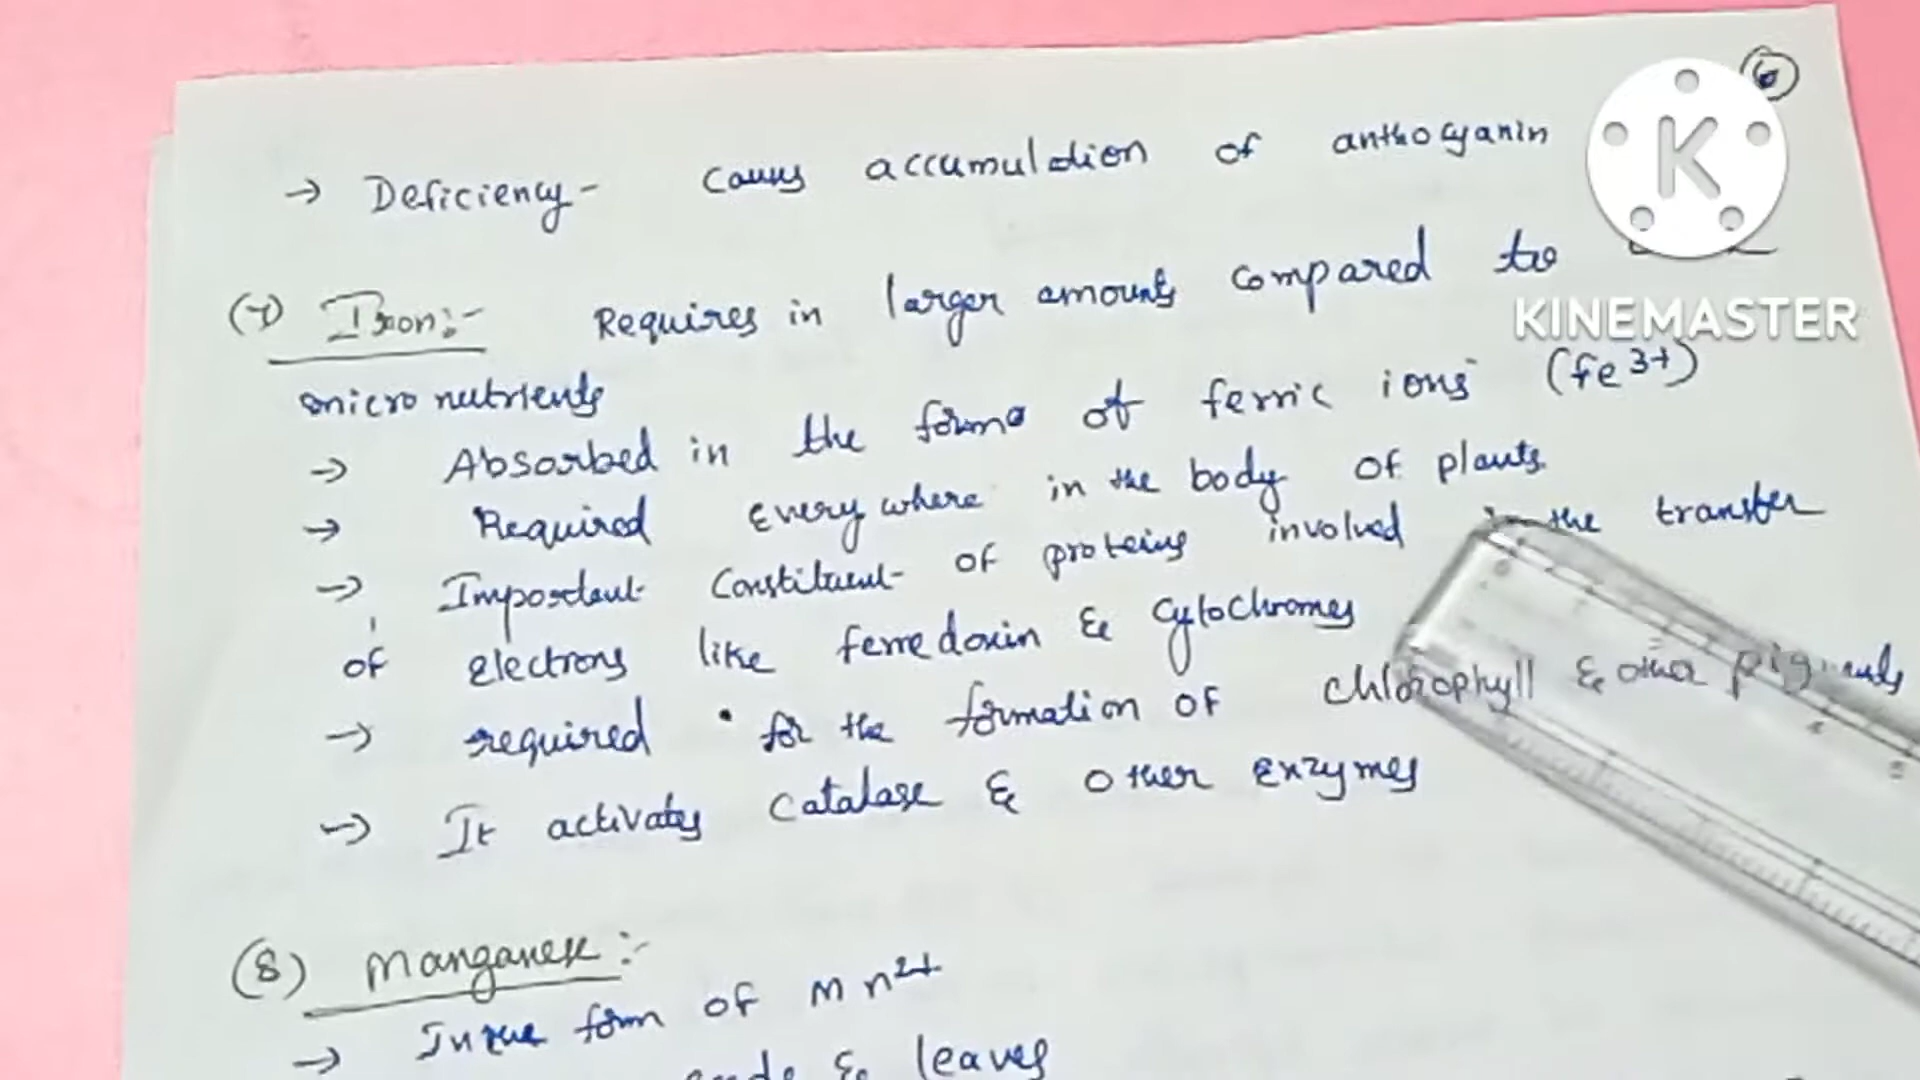 6
→ Deficiency - causes accumulation of anthocyanin
(7) Iron:- Requires in larger amounts compared to
KINEMASTER
micro nutrients
→ Absorbed in the form of ferric ions (fe3+)
→ Required every where in the body of plants.
→ Important constituent of proteins involved in the transfer
of electrons like ferredoxin & cytochromes
→ required for the formation of chlorophyll & other pigments
→ It activates catalase & other enzymes
(8) Manganese:-
→ In the form of Mn2+
& leaves